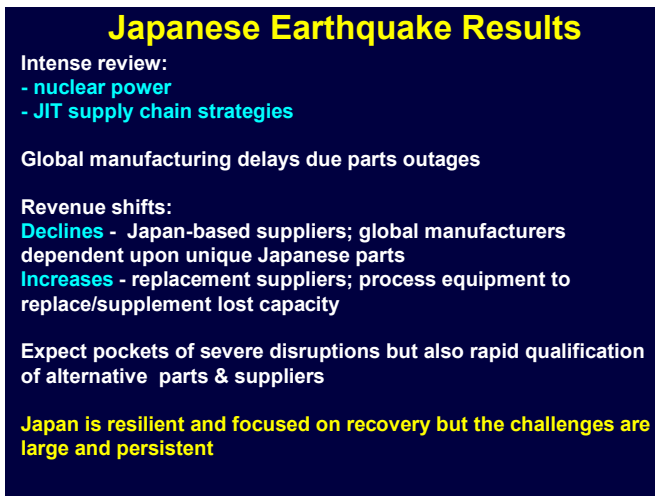 Japanese Earthquake Results
Intense review:
- nuclear power
- JIT supply chain strategies
Global manufacturing delays due parts outages
Revenue shifts:
Declines - Japan-based suppliers; global manufacturers
dependent upon unique Japanese parts
Increases - replacement suppliers; process equipment to
replace/supplement lost capacity
Expect pockets of severe disruptions but also rapid qualification
of alternative parts & suppliers
Japan is resilient and focused on recovery but the challenges are
large and persistent